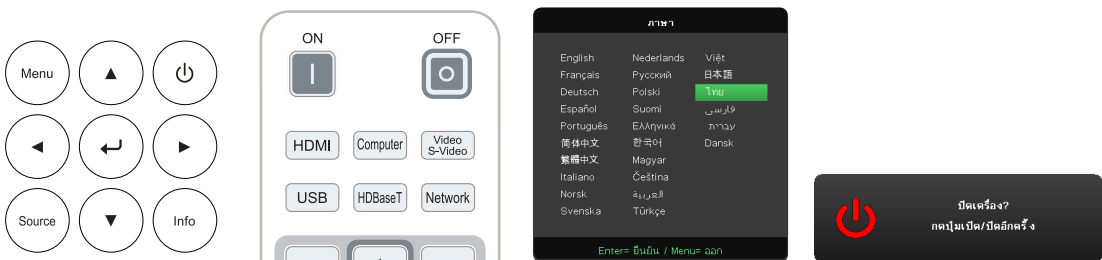 Menu
Source
Info
ON
OFF
HDMI
Computer
Video
S-Video
USB
HDBaseT
Network
ภาษา
English
Nederlands
Việt
Français
Русский
日本語
Deutsch
Polski
ไทย
Español
Suomi
فارسی
Português
Ελληνικά
עברית
简体中文
한국어
Dansk
繁體中文
Magyar
Italiano
Čeština
Norsk
العربية
Svenska
Türkçe
Enter= ยืนยัน / Menu= ออก
ปิดเครื่อง?
กดปุ่มเปิด/ปิดอีกครั้ง